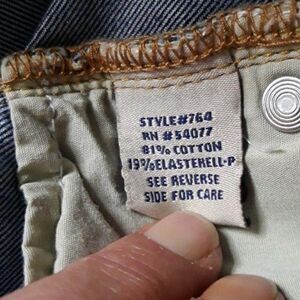 STYLE#764
RN #54077
81% COTTON
19%ELASTERELL-P
SEE REVERSE
SIDE FOR CARE